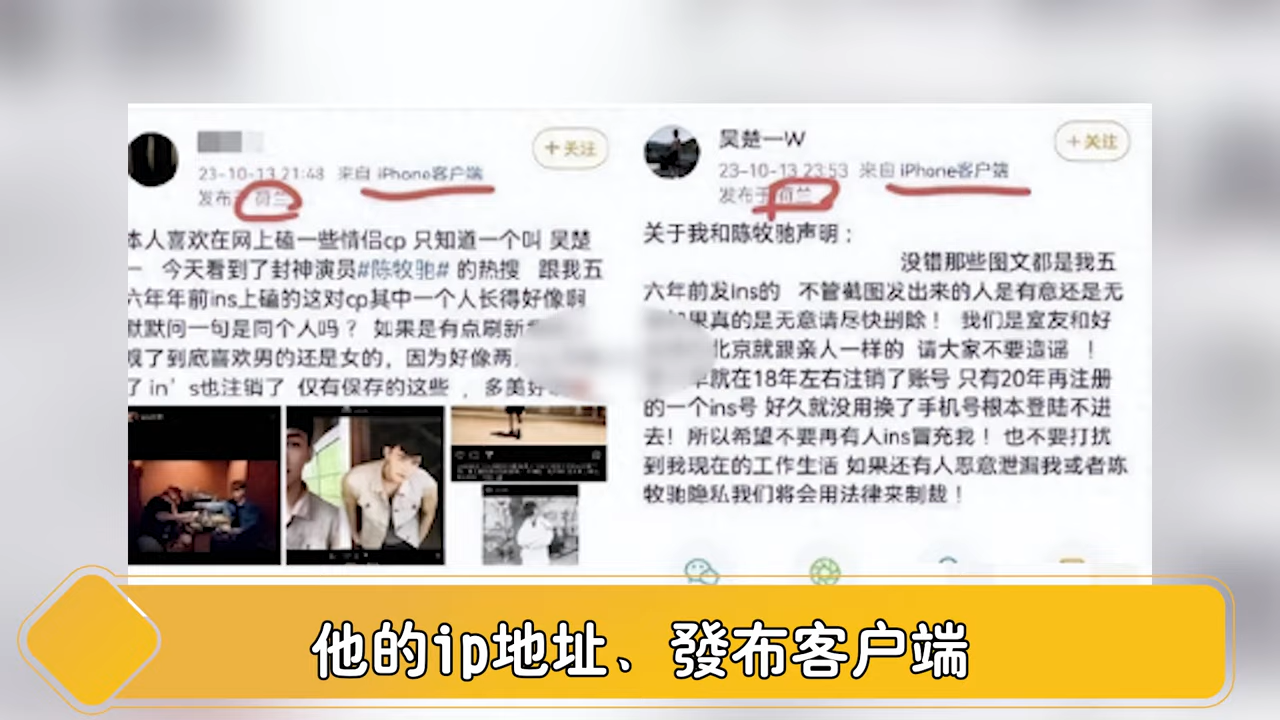 +关注
23-10-13 21:48 来自 iPhone客户端
发布于 荷兰
本人喜欢在网上磕一些情侣cp 只知道一个叫 吴楚
一 今天看到了封神演员#陈牧驰# 的热搜 跟我五
六年年前ins上磕的这对cp其中一个人长得好像啊
默默问一句是同个人吗？ 如果是有点刷新
了到底喜欢男的还是女的，因为好像两
了 in's也注销了 仅有保存的这些 ，多美好
吴楚一W
+关注
23-10-13 23:53 来自 iPhone客户端
发布于 荷兰
关于我和陈牧驰声明：
没错那些图文都是我五
六年前发Ins的 不管截图发出来的人是有意还是无
如果真的是无意请尽快删除！ 我们是室友和好
北京就跟亲人一样的 请大家不要造谣 ！
就在18年左右注销了账号 只有20年再注册
的一个ins号 好久就没用换了手机号根本登陆不进
去！所以希望不要再有人ins冒充我！也不要打扰
到我现在的工作生活 如果还有人恶意泄漏我或者陈
牧驰隐私我们将会用法律来制裁！
他的ip地址、發布客户端